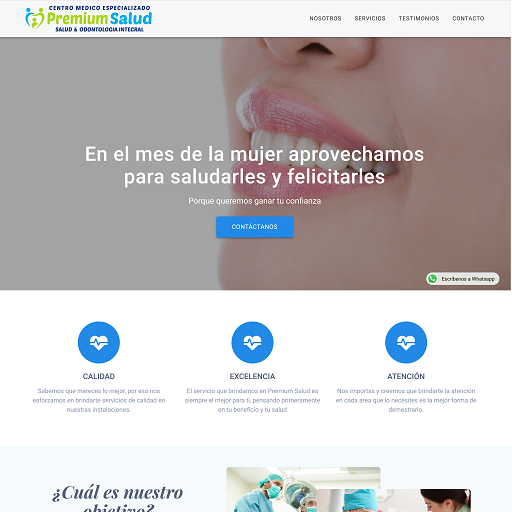 CENTRO MEDICO ESPECIALIZADO
Premium Salud
SALUD & ODONTOLOGIA INTEGRAL
NOSOTROS SERVICIOS TESTIMONIOS CONTACTO
En el mes de la mujer aprovechamos
para saludarles y felicitarles
Porque queremos ganar tu confianza
CONTÁCTANOS
Escríbenos a Whatsapp
CALIDAD
Sabemos que mereces lo mejor, por eso nos
esforzamos en brindarte servicios de calidad en
nuestras instalaciones.
EXCELENCIA
El servicio que brindamos en Premium Salud es
siempre el mejor para ti, pensando primeramente
en tu beneficio y tu salud
ATENCIÓN
Nos importas y creemos que brindarte la atención
en cada área que lo necesites es la mejor forma de
demostrarlo.
¿Cuál es nuestro
objetivo?